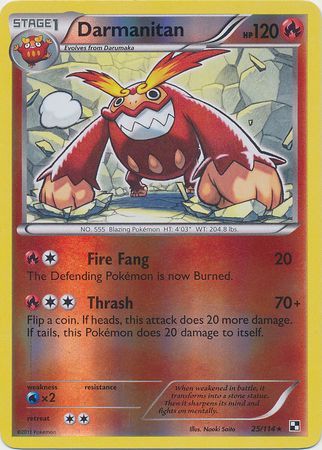 STAGE1
Darmanitan
HP120
Evolves from Darumaka
NO. 555 Blazing Pokémon HT: 4'03" WT: 204.8 lbs.
Fire Fang 20
The Defending Pokémon is now Burned.
Thrash 70+
Flip a coin. If heads, this attack does 20 more damage.
If tails, this Pokémon does 20 damage to itself.
weakness resistance
×2
retreat
When weakened in battle, it
transforms into a stone statue.
Then it sharpens its mind and
fights on mentally.
©2011 Pokémon
Illus. Naoki Saito
25/114 ★